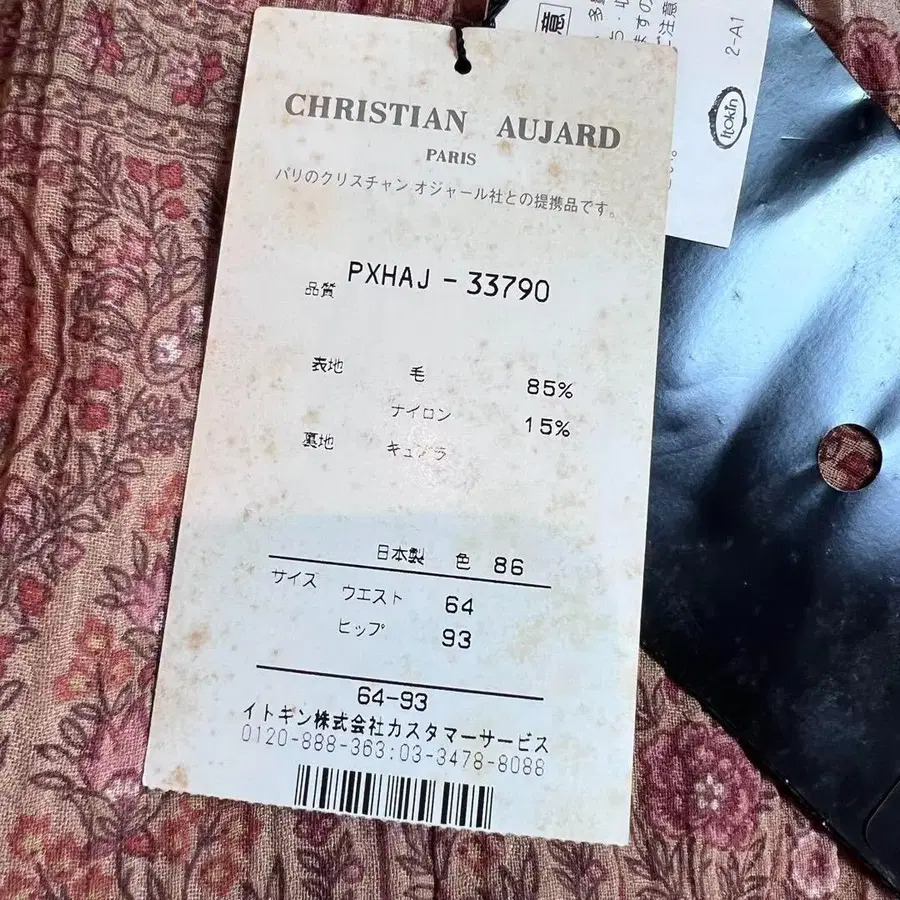 CHRISTIAN AUJARD
PARIS
パリのクリスチャン オジャール社との提携品です。
品質 PXHAJ-33790
表地 毛 85%
ナイロン 15%
裏地 キュプラ
日本製 色 86
サイズ ウエスト 64
ヒップ 93
64-93
イトキン株式会社カスタマーサービス
0120-888-363:03-3478-8088
意
ご注意
2-A1
Itokin